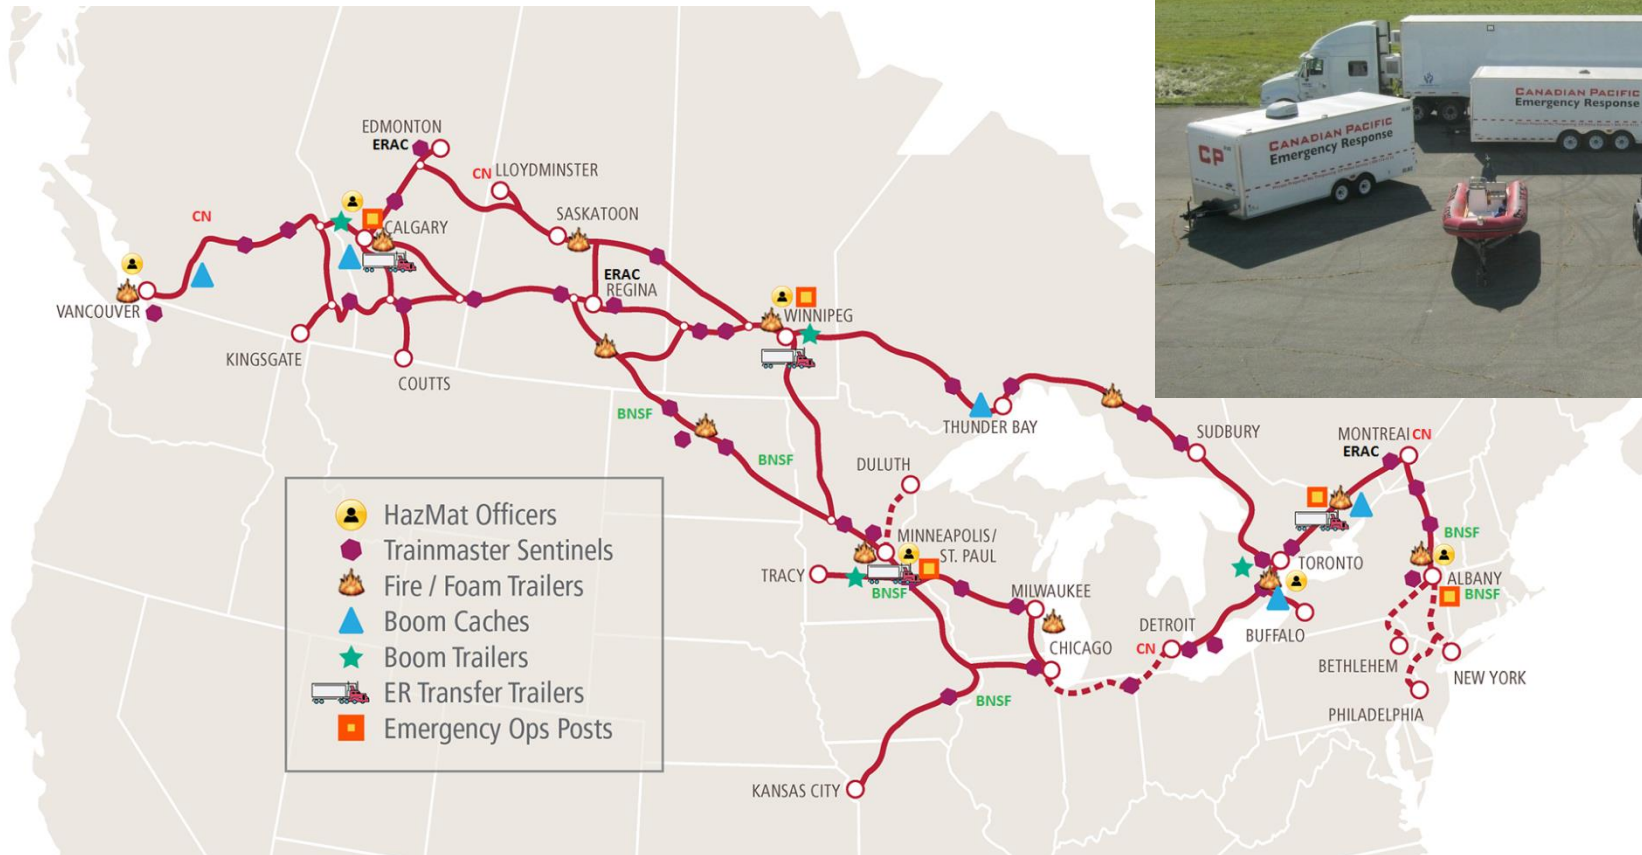 CANADIAN PACIFIC
Emergency Response
CP
CANADIAN PACIFIC
Emergency Response
EDMONTON
ERAC
CN LLOYDMINSTER
CN
SASKATOON
CALGARY
ERAC
REGINA
VANCOUVER
WINNIPEG
KINGSGATE
COUTTS
BNSF
THUNDER BAY
SUDBURY
MONTREAL CN
ERAC
BNSF
DULUTH
HazMat Officers
Trainmaster Sentinels
Fire / Foam Trailers
Boom Caches
Boom Trailers
ER Transfer Trailers
Emergency Ops Posts
MINNEAPOLIS/
ST. PAUL
BNSF
TORONTO
TRACY
ALBANY
BNSF
BNSF
MILWAUKEE
DETROIT
CN
BUFFALO
CHICAGO
BETHLEHEM
NEW YORK
BNSF
PHILADELPHIA
KANSAS CITY